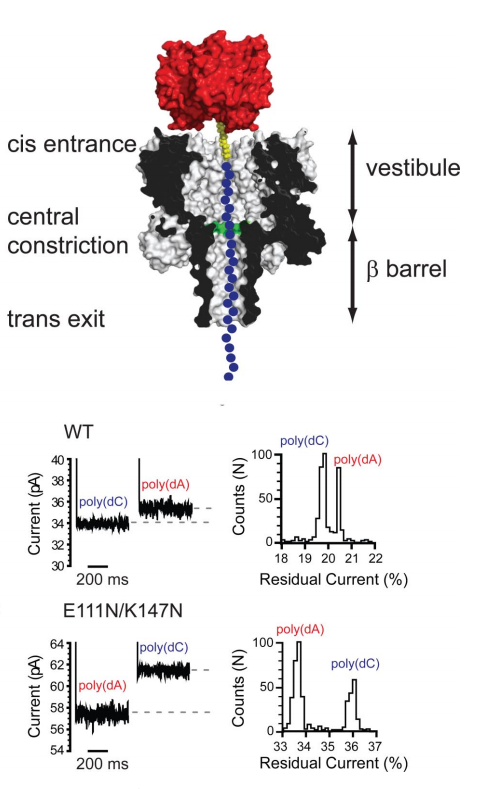 cis entrance
vestibule
central
constriction
β barrel
trans exit
WT
40
38
36
34
32
30
Current (pA)
poly(dC)
poly(dA)
200 ms
poly(dC)
poly(dA)
100
50
0
Counts (N)
18 19 20 21 22
Residual Current (%)
E111N/K147N
64
62
60
58
56
54
Current (pA)
poly(dA)
poly(dC)
200 ms
poly(dA)
poly(dC)
100
50
0
Counts (N)
33 34 35 36 37
Residual Current (%)